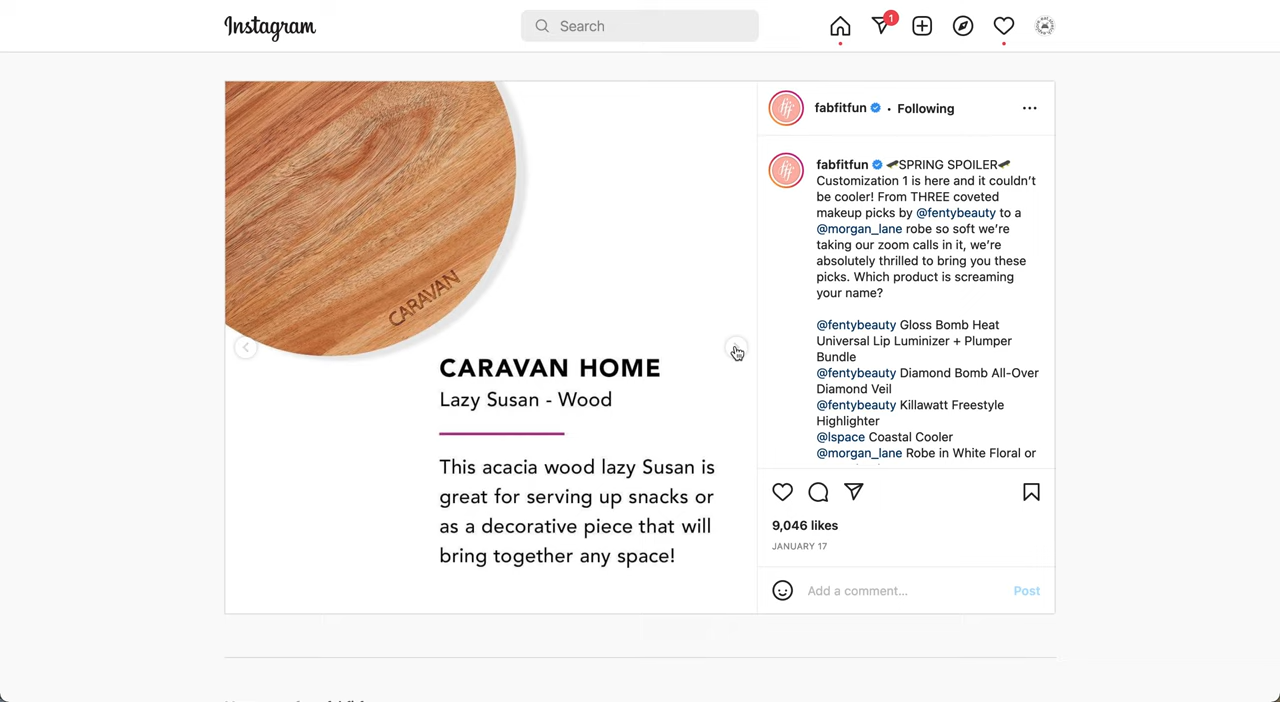 Instagram
Search
1
CARAVAN
CARAVAN HOME
Lazy Susan - Wood
This acacia wood lazy Susan is
great for serving up snacks or
as a decorative piece that will
bring together any space!
fff
fabfitfun • Following
fff
fabfitfun SPRING SPOILER
Customization 1 is here and it couldn't
be cooler! From THREE coveted
makeup picks by @fentybeauty to a
@morgan_lane robe so soft we're
taking our zoom calls in it, we're
absolutely thrilled to bring you these
picks. Which product is screaming
your name?
@fentybeauty Gloss Bomb Heat
Universal Lip Luminizer + Plumper
Bundle
@fentybeauty Diamond Bomb All-Over
Diamond Veil
@fentybeauty Killawatt Freestyle
Highlighter
@lspace Coastal Cooler
@morgan_lane Robe in White Floral or
9,046 likes
JANUARY 17
Add a comment...
Post